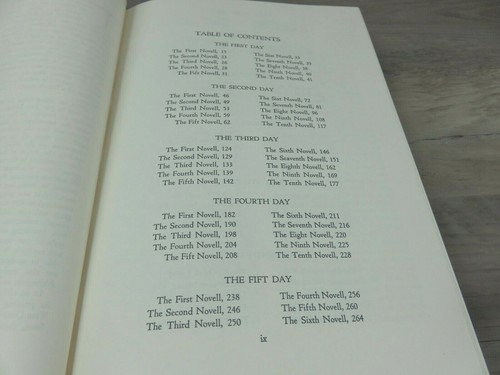 TABLE OF CONTENTS
THE FIRST DAY
The First Novell,
The Second Novell, 21
The Third Novell, 26
The Fourth Novell, 28
The Fift Novell, 31
The Sixt Novell,
The Seventh Novell,
The Eight Novell,
The Ninth Novell, 40
The Tenth Novell, 41
THE SECOND DAY
The First Novell, 46
The Second Novell, 49
The Third Novell, 53
The Fourth Novell, 59
The Fift Novell, 62
The Sixt Novell, 72
The Seventh Novell, 81
The Eight Novell, 96
The Ninth Novell, 108
The Tenth Novell, 117
THE THIRD DAY
The First Novell, 124
The Second Novell, 129
The Third Novell, 133
The Fourth Novell, 139
The Fifth Novell, 142
The Sixth Novell, 146
The Seaventh Novell, 151
The Eighth Novell, 162
The Ninth Novell, 169
The Tenth Novell, 177
THE FOURTH DAY
The First Novell, 182
The Second Novell, 190
The Third Novell, 198
The Fourth Novell, 204
The Fift Novell, 208
The Sixth Novell, 211
The Seventh Novell, 216
The Eight Novell, 220
The Ninth Novell, 225
The Tenth Novell, 228
THE FIFT DAY
The First Novell, 238
The Second Novell, 246
The Third Novell, 250
The Fourth Novell, 256
The Fifth Novell, 260
The Sixth Novell, 264
ix